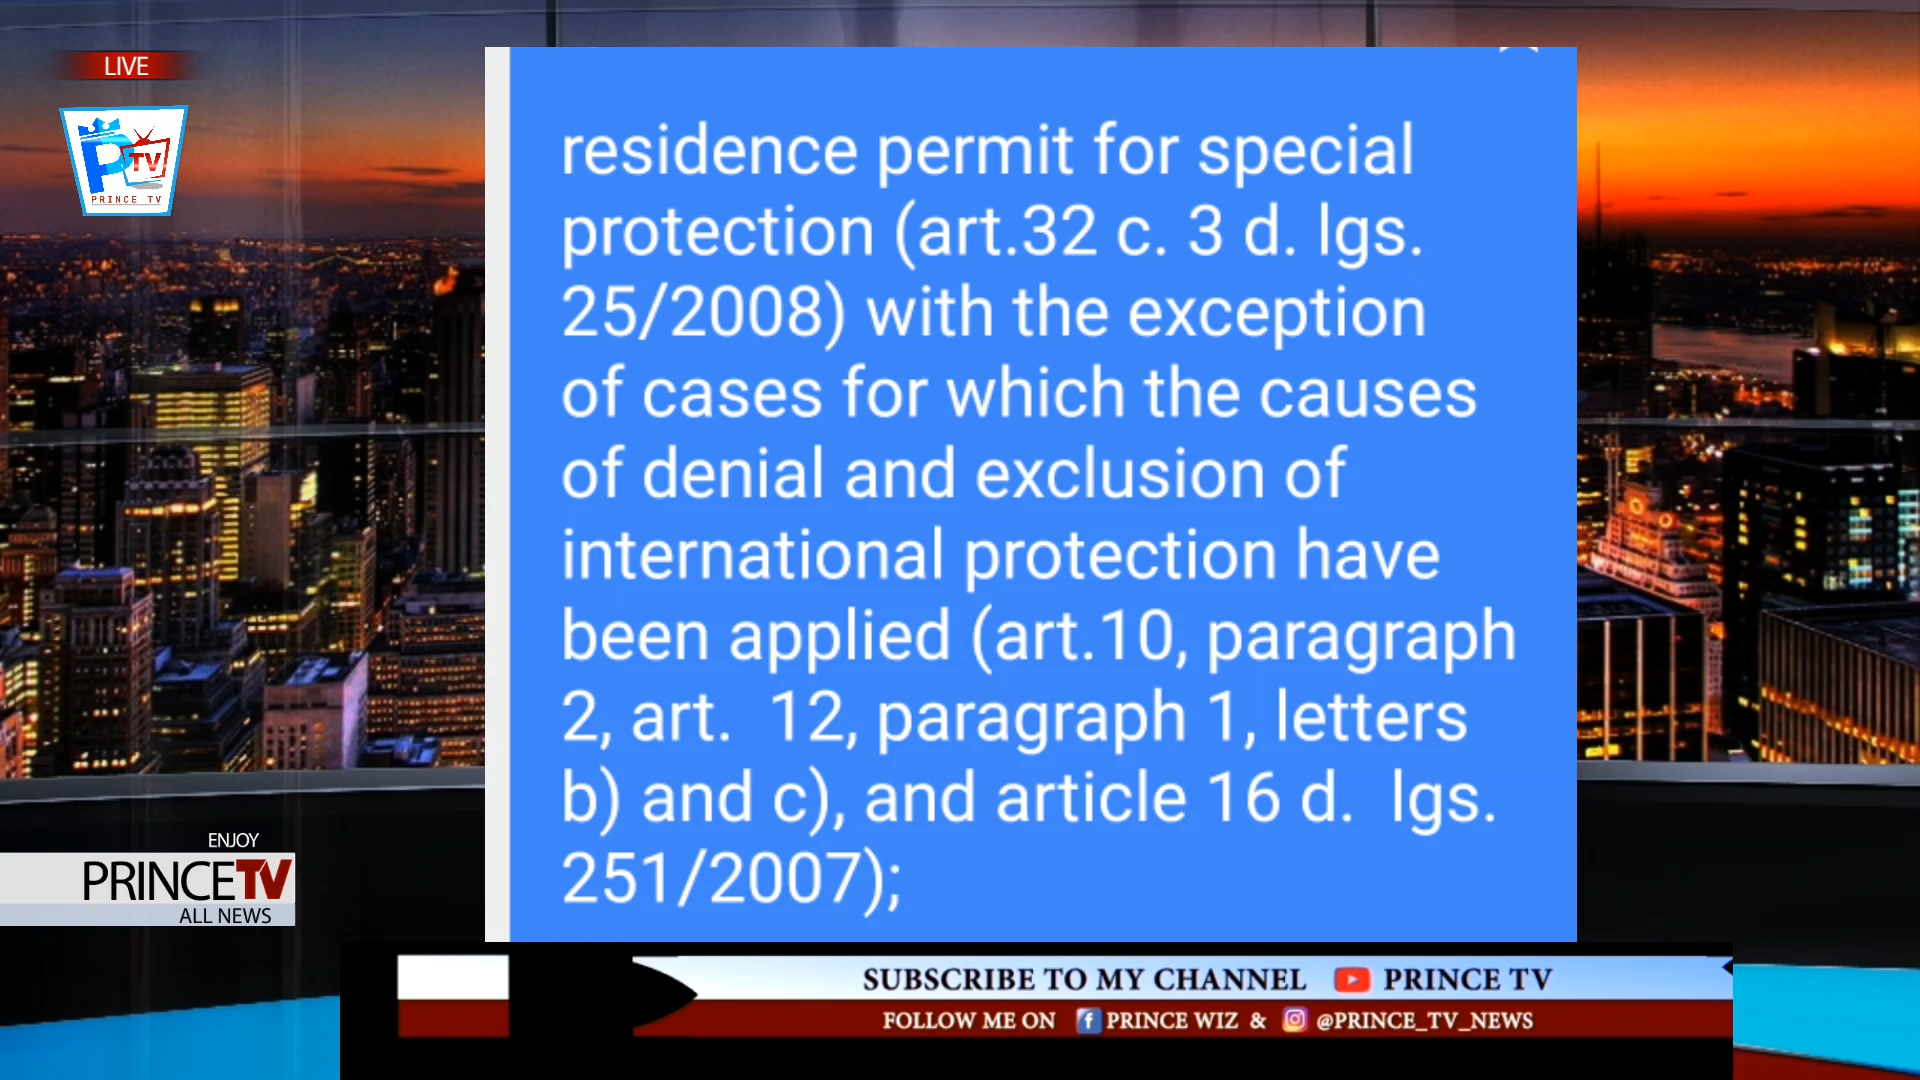 LIVE
P TV
PRINCE TV
residence permit for special
protection (art.32 c. 3 d. lgs.
25/2008) with the exception
of cases for which the causes
of denial and exclusion of
international protection have
been applied (art.10, paragraph
2, art.  12, paragraph 1, letters
b) and c), and article 16 d.  lgs.
251/2007);
ENJOY
PRINCETV
ALL NEWS
SUBSCRIBE TO MY CHANNEL PRINCE TV
FOLLOW ME ON f PRINCE WIZ & @PRINCE_TV_NEWS